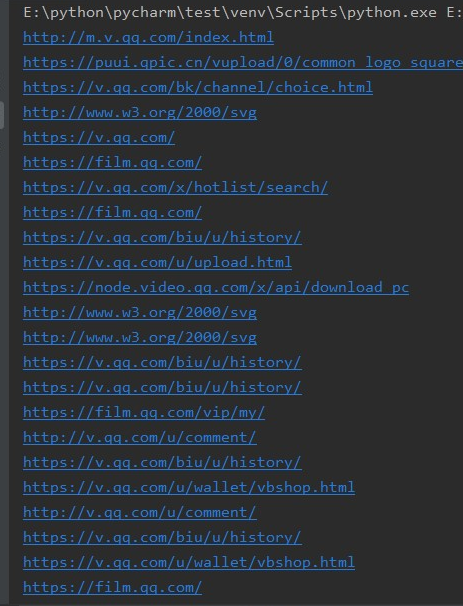 E:\python\pycharm\test\venv\Scripts\python.exe E:
http://m.v.qq.com/index.html
https://puui.qpic.cn/vupload/0/common_logo_square
https://v.qq.com/bk/channel/choice.html
http://www.w3.org/2000/svg
https://v.qq.com/
https://film.qq.com/
https://v.qq.com/x/hotlist/search/
https://film.qq.com/
https://v.qq.com/biu/u/history/
https://v.qq.com/u/upload.html
https://node.video.qq.com/x/api/download_pc
http://www.w3.org/2000/svg
http://www.w3.org/2000/svg
https://v.qq.com/biu/u/history/
https://v.qq.com/biu/u/history/
https://film.qq.com/vip/my/
http://v.qq.com/u/comment/
https://v.qq.com/biu/u/history/
https://v.qq.com/u/wallet/vbshop.html
http://v.qq.com/u/comment/
https://v.qq.com/biu/u/history/
https://v.qq.com/u/wallet/vbshop.html
https://film.qq.com/